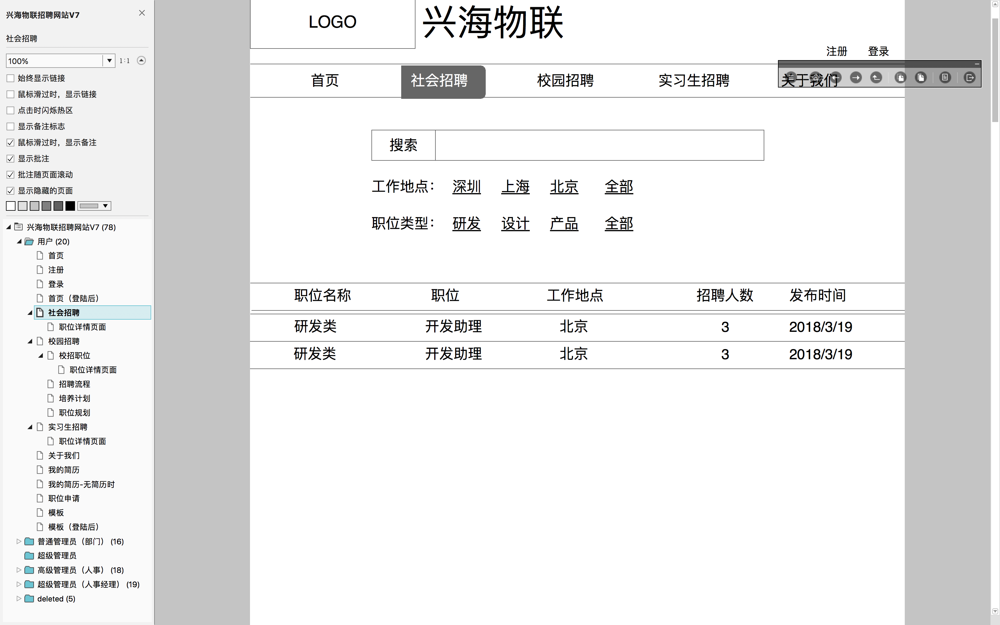 兴海物联招聘网站V7
社会招聘
100%
1:1
始终显示链接
鼠标滑过时，显示链接
点击时闪烁热区
显示备注标志
鼠标滑过时，显示备注
显示批注
批注随页面滚动
显示隐藏的页面
兴海物联招聘网站V7 (78)
用户 (20)
首页
注册
登录
首页（登陆后）
社会招聘
职位详情页面
校园招聘
校招职位
职位详情页面
招聘流程
培养计划
职位规划
实习生招聘
职位详情页面
关于我们
我的简历
我的简历-无简历时
职位申请
模板
模板（登陆后）
普通管理员（部门） (16)
超级管理员
高级管理员（人事） (18)
超级管理员（人事经理） (19)
deleted (5)
LOGO
兴海物联
注册 登录
首页 社会招聘 校园招聘 实习生招聘 关于我们
搜索
工作地点： 深圳 上海 北京 全部
职位类型： 研发 设计 产品 全部
职位名称 职位 工作地点 招聘人数 发布时间
研发类 开发助理 北京 3 2018/3/19
研发类 开发助理 北京 3 2018/3/19